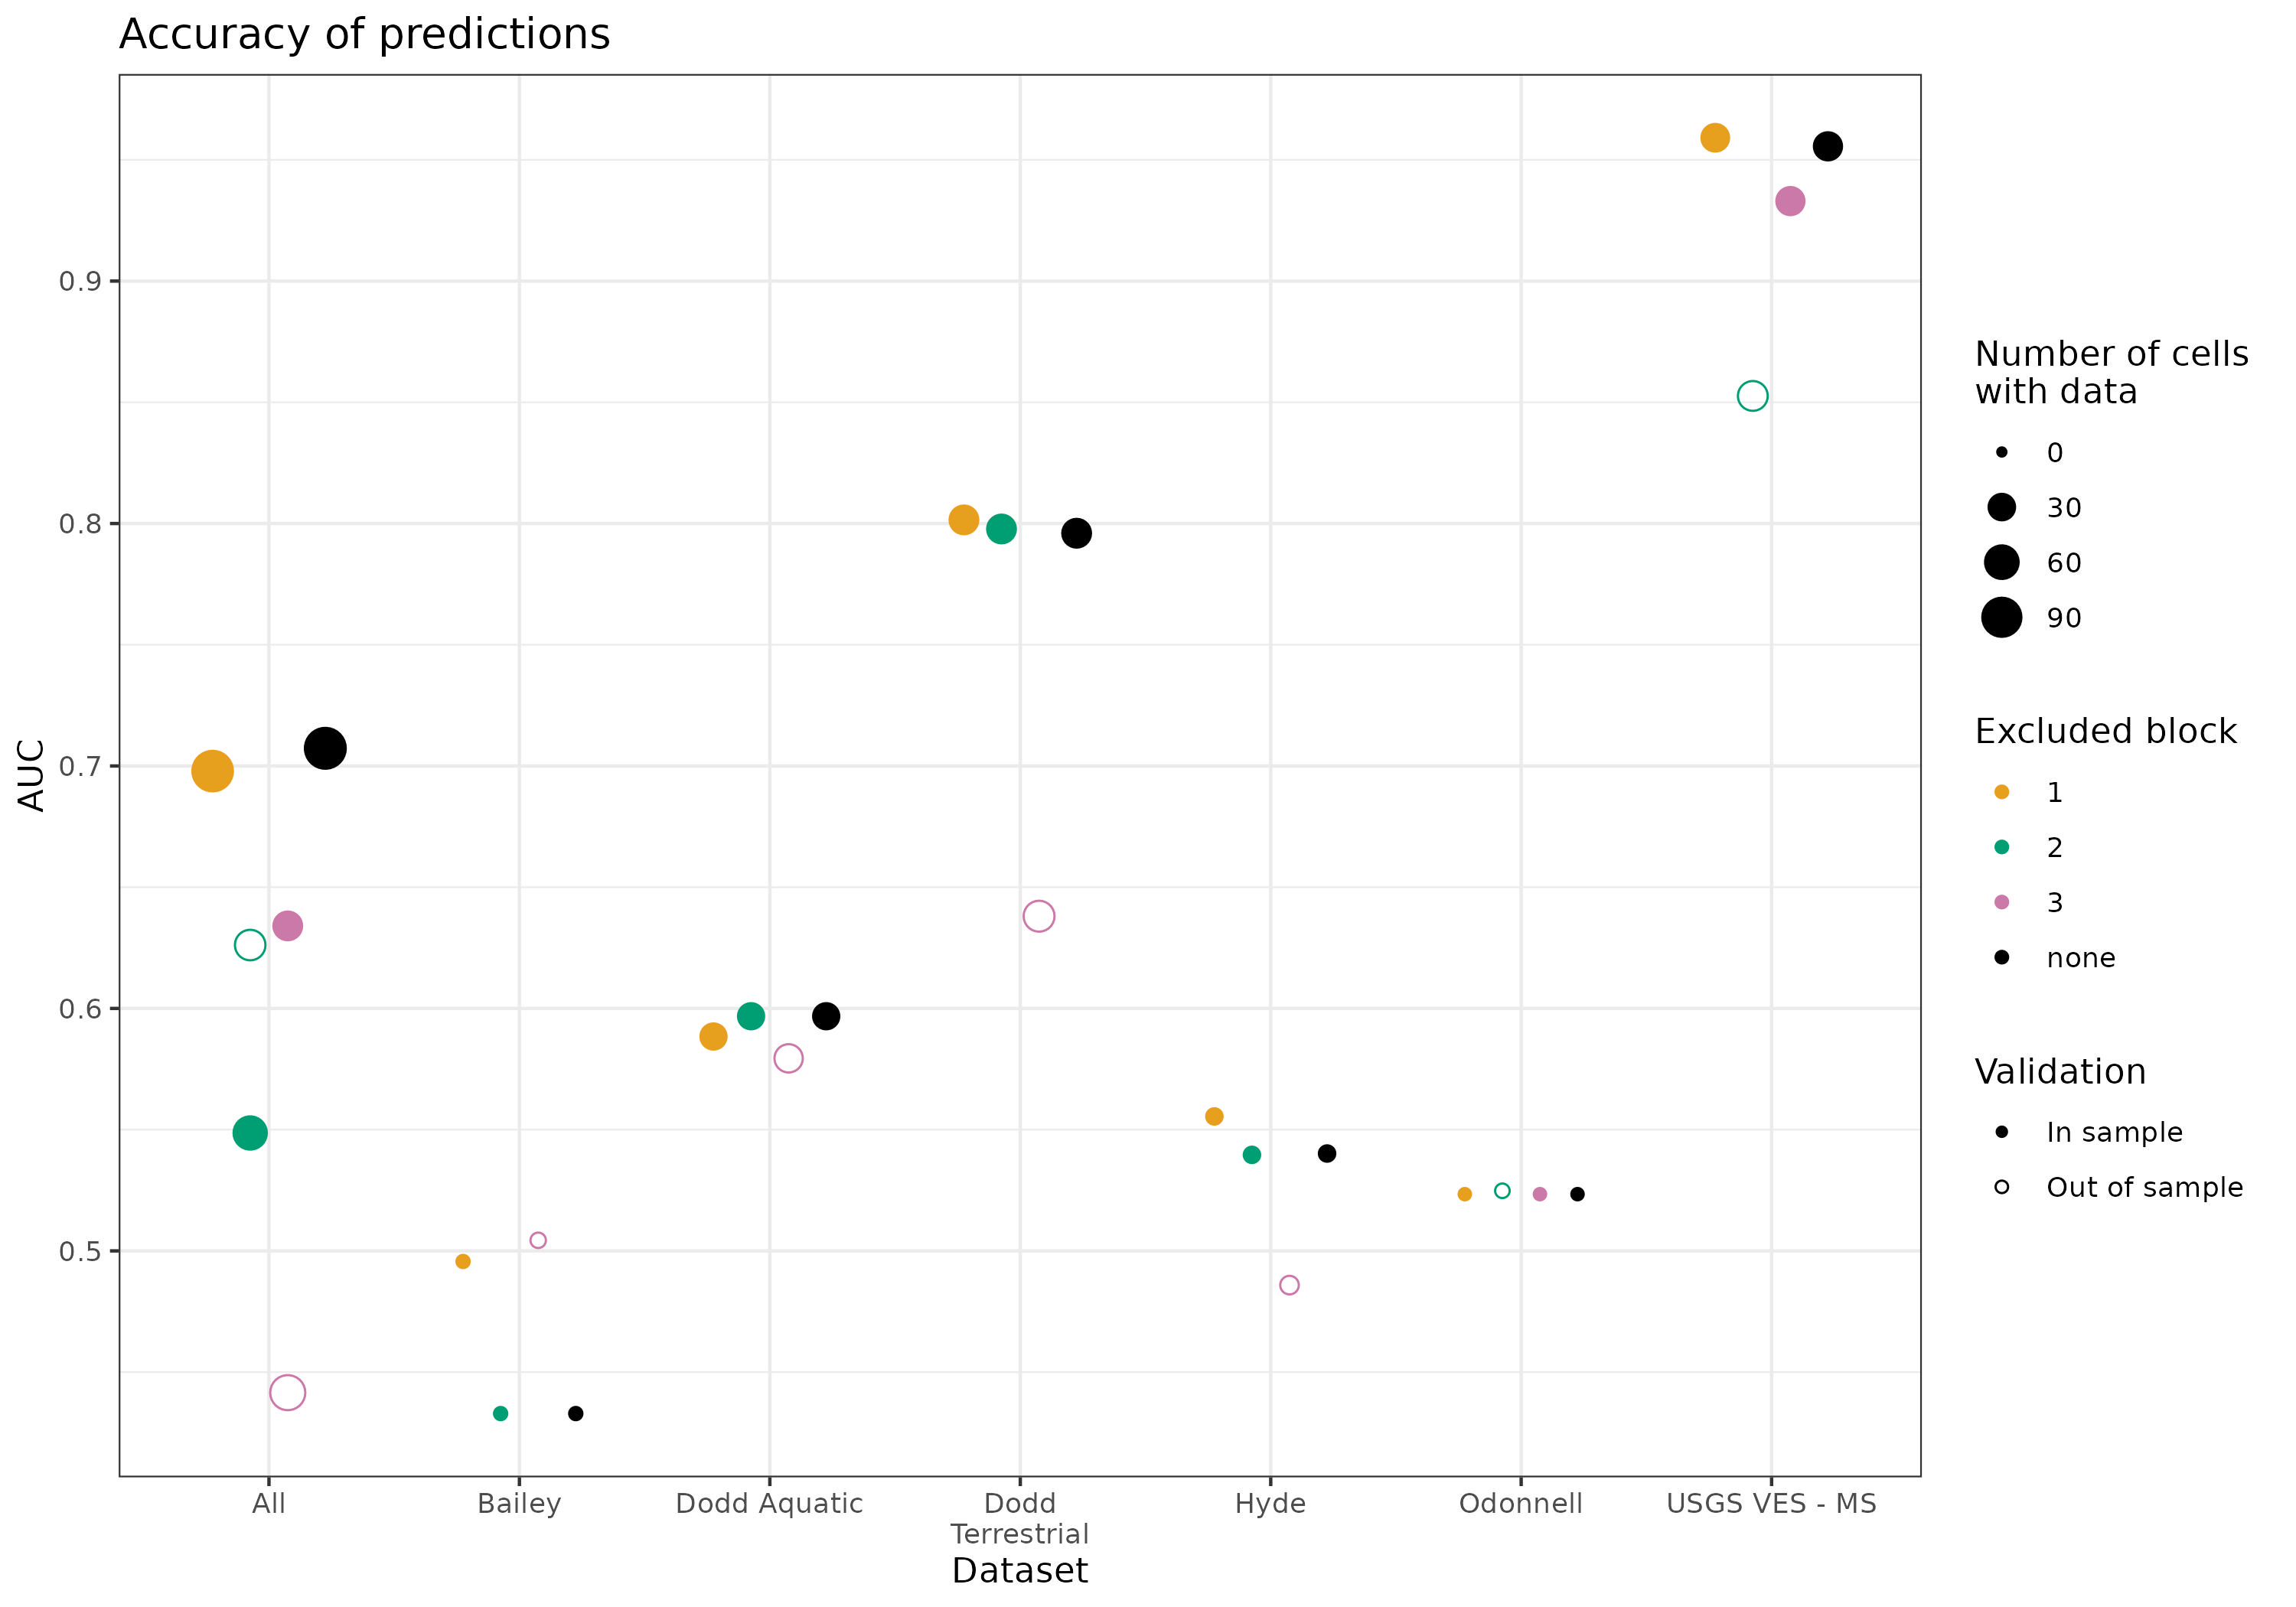 Accuracy of predictions
AUC
0.9
0.8
0.7
0.6
0.5
All
Bailey
Dodd Aquatic
Dodd
Terrestrial
Hyde
Odonnell
USGS VES - MS
Dataset
Number of cells
with data
0
30
60
90
Excluded block
1
2
3
none
Validation
In sample
Out of sample